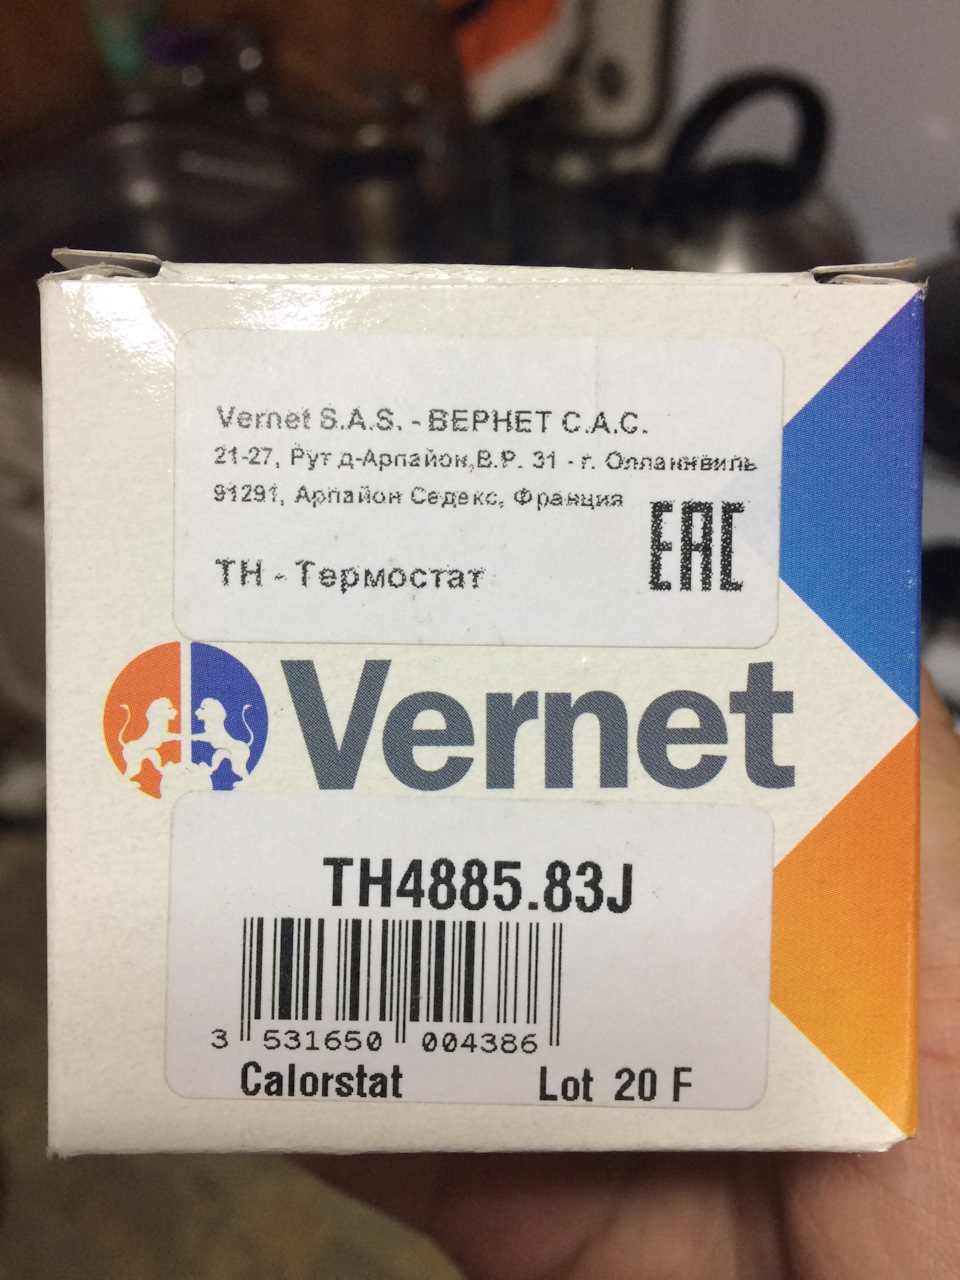 Vernet S.A.S. - ВЕРНЕТ С.А.С.
21-27, Рут д-Арпайон,В.Р. 31 - г. Олланнвиль
91291, Арпайон Седекс, Франция
EAC
TH - Термостат
Vernet
TH4885.83J
3 531650 004386
Calorstat Lot 20 F